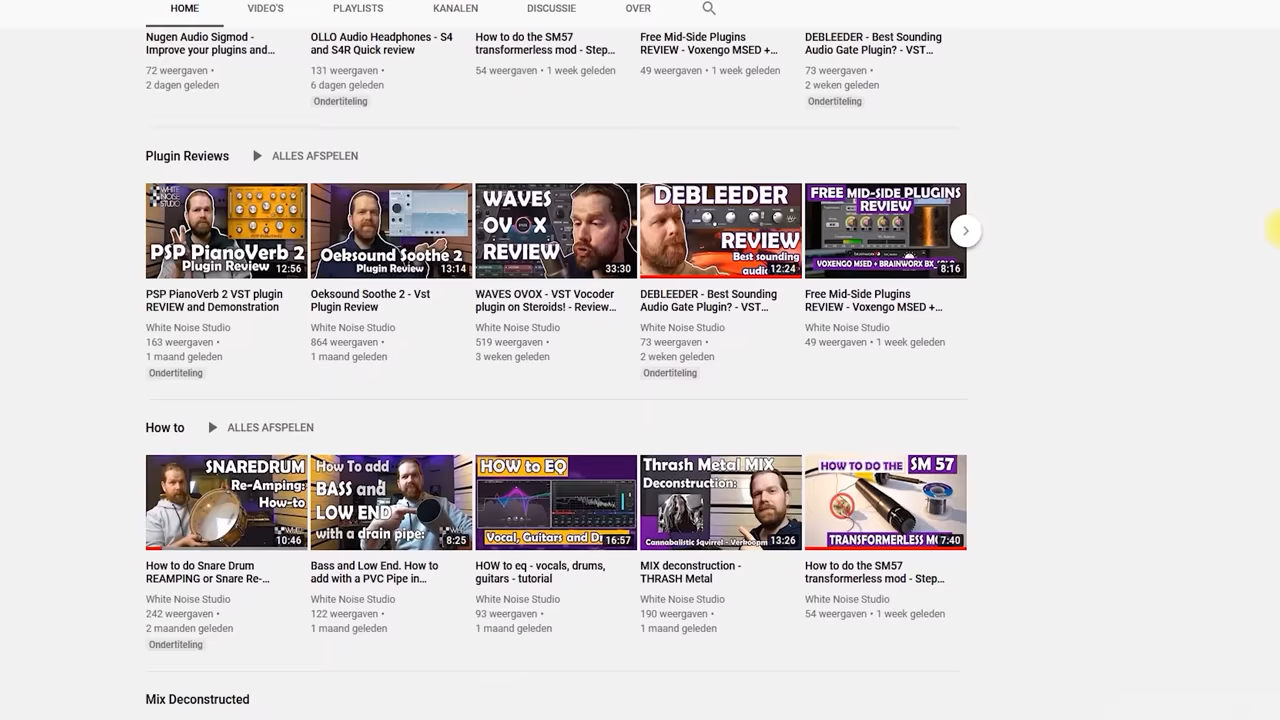 HOME VIDEO'S PLAYLISTS KANALEN DISCUSSIE OVER
Nugen Audio Sigmod -
Improve your plugins and...
72 weergaven •
2 dagen geleden
OLLO Audio Headphones - S4
and S4R Quick review
131 weergaven •
6 dagen geleden
Ondertiteling
How to do the SM57
transformerless mod - Step...
54 weergaven • 1 week geleden
Free Mid-Side Plugins
REVIEW - Voxengo MSED +...
49 weergaven • 1 week geleden
DEBLEEDER - Best Sounding
Audio Gate Plugin? - VST...
73 weergaven •
2 weken geleden
Ondertiteling
Plugin Reviews ALLES AFSPELEN
WHITE
NOISE
STUDIO
PSP PianoVerb 2
Plugin Review
12:56
PSP PianoVerb 2 VST plugin
REVIEW and Demonstration
White Noise Studio
163 weergaven •
1 maand geleden
Ondertiteling
Oeksound Soothe 2
Plugin Review
13:14
Oeksound Soothe 2 - Vst
Plugin Review
White Noise Studio
864 weergaven •
1 maand geleden
WAVES
OVOX
REVIEW
33:30
WAVES OVOX - VST Vocoder
plugin on Steroids! - Review...
White Noise Studio
519 weergaven •
3 weken geleden
DEBLEEDER
REVIEW
Best sounding
audio
12:24
DEBLEEDER - Best Sounding
Audio Gate Plugin? - VST...
White Noise Studio
73 weergaven •
2 weken geleden
Ondertiteling
FREE MID-SIDE PLUGINS
REVIEW
VOXENGO MSED + BRAINWORX BX_SOLO
8:16
Free Mid-Side Plugins
REVIEW - Voxengo MSED +...
White Noise Studio
49 weergaven • 1 week geleden
How to ALLES AFSPELEN
SNAREDRUM
Re-Amping:
How-to
10:46
How to do Snare Drum
REAMPING or Snare Re-...
White Noise Studio
242 weergaven •
2 maanden geleden
Ondertiteling
How To add
BASS and
LOW END
with a drain pipe:
8:25
Bass and Low End. How to
add with a PVC Pipe in...
White Noise Studio
122 weergaven •
1 maand geleden
HOW to EQ
Vocal, Guitars and Dr
16:57
HOW to eq - vocals, drums,
guitars - tutorial
White Noise Studio
93 weergaven •
1 maand geleden
Thrash Metal MIX
Deconstruction:
Cannabalistic Squirrel - Verkoopm
13:26
MIX deconstruction -
THRASH Metal
White Noise Studio
190 weergaven •
1 maand geleden
HOW TO DO THE SM 57
TRANSFORMERLESS MO
7:40
How to do the SM57
transformerless mod - Step...
White Noise Studio
54 weergaven • 1 week geleden
Mix Deconstructed